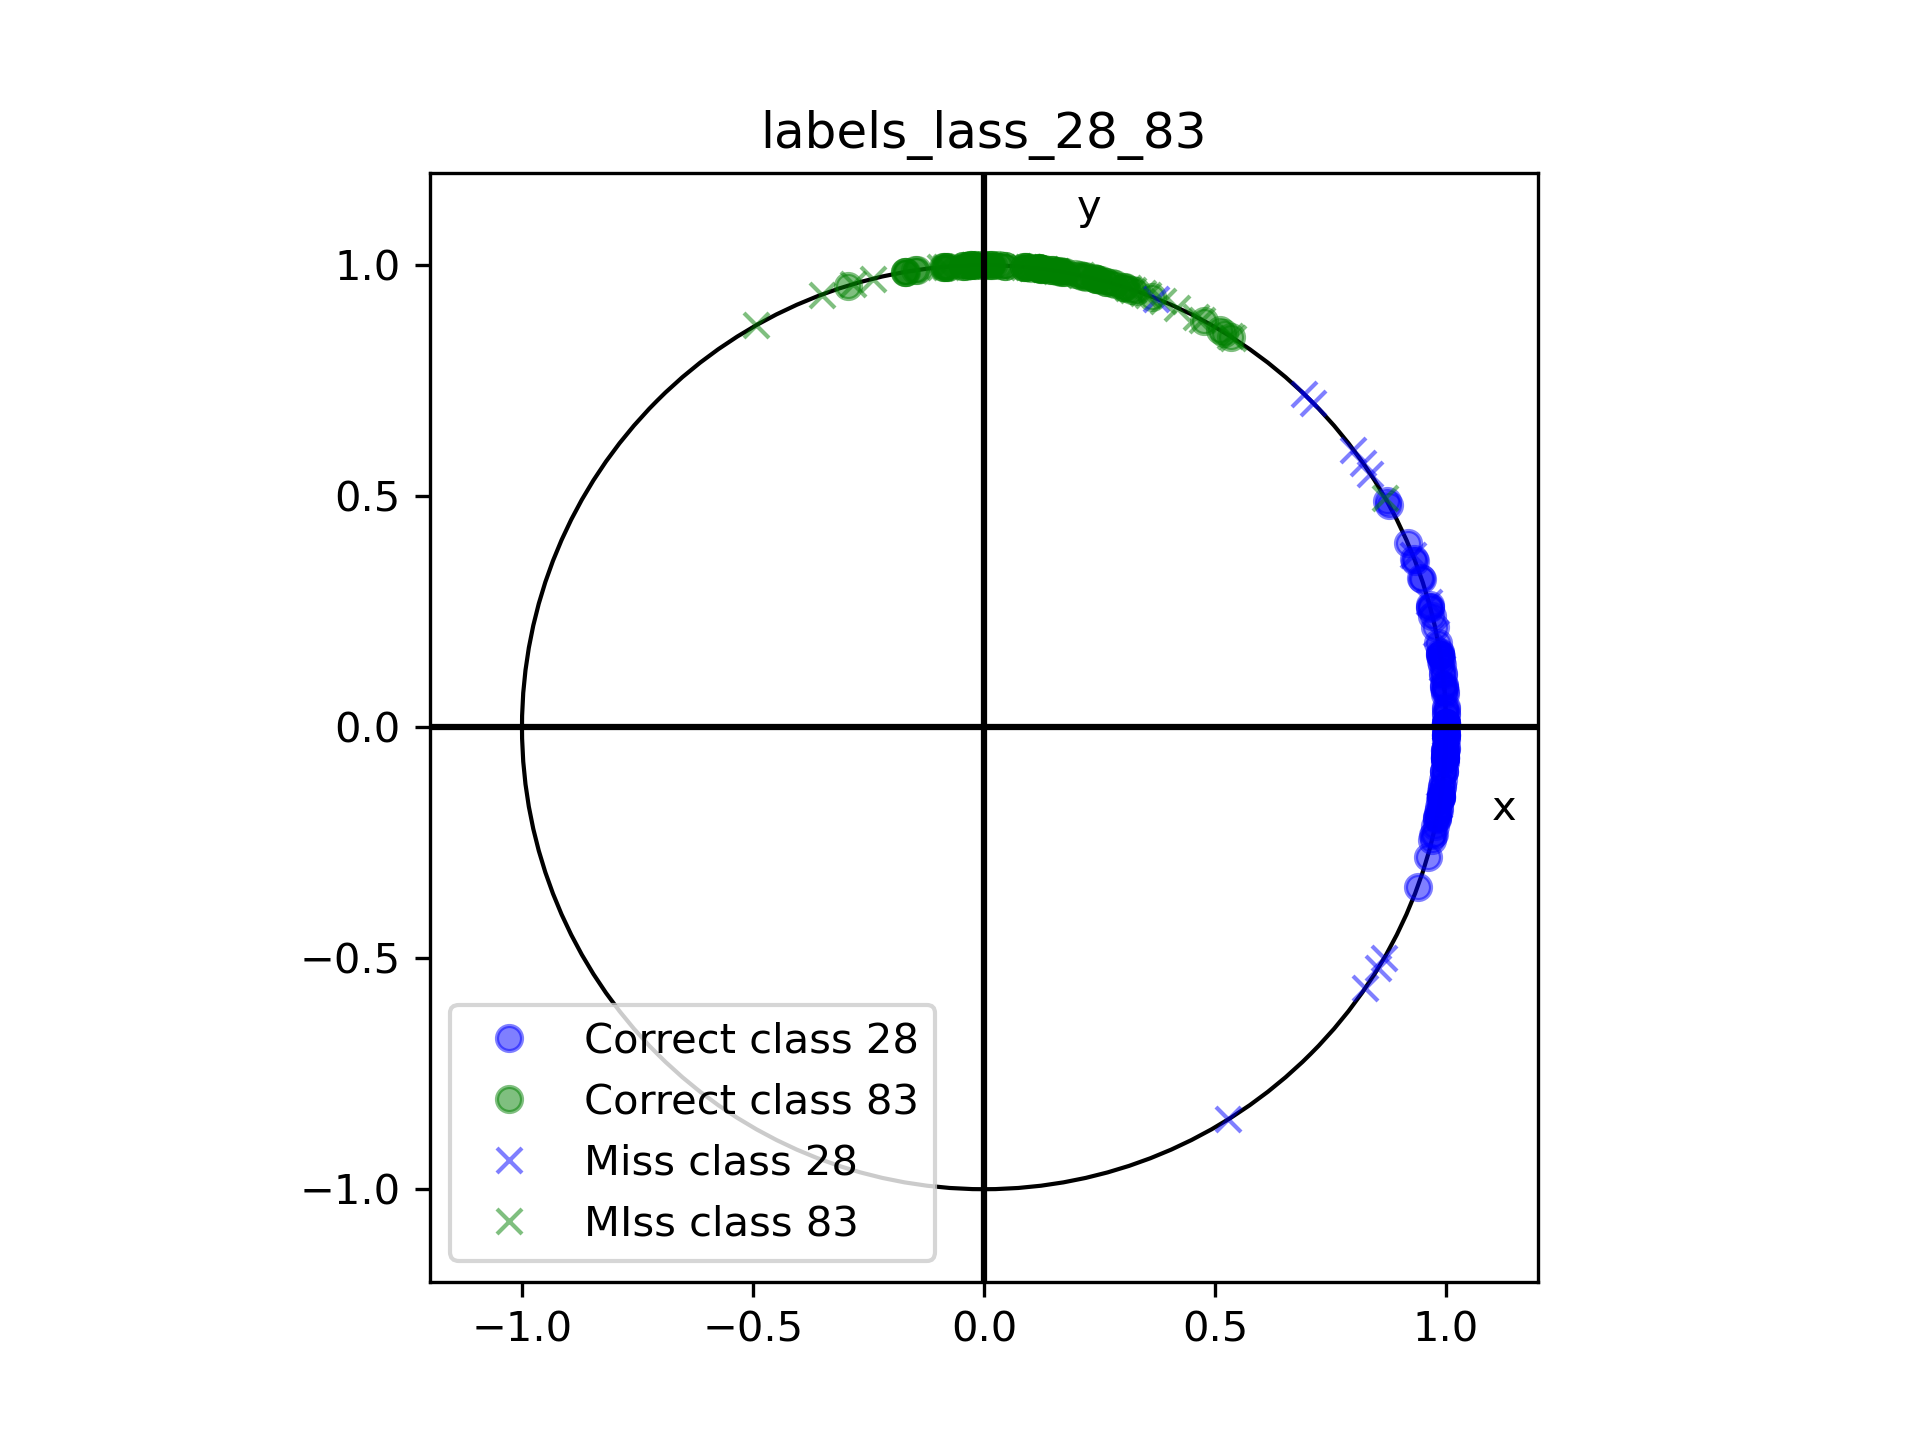 labels_lass_28_83
y
1.0
0.5
0.0
−0.5
−1.0
x
Correct class 28
Correct class 83
Miss class 28
MIss class 83
−1.0
−0.5
0.0
0.5
1.0